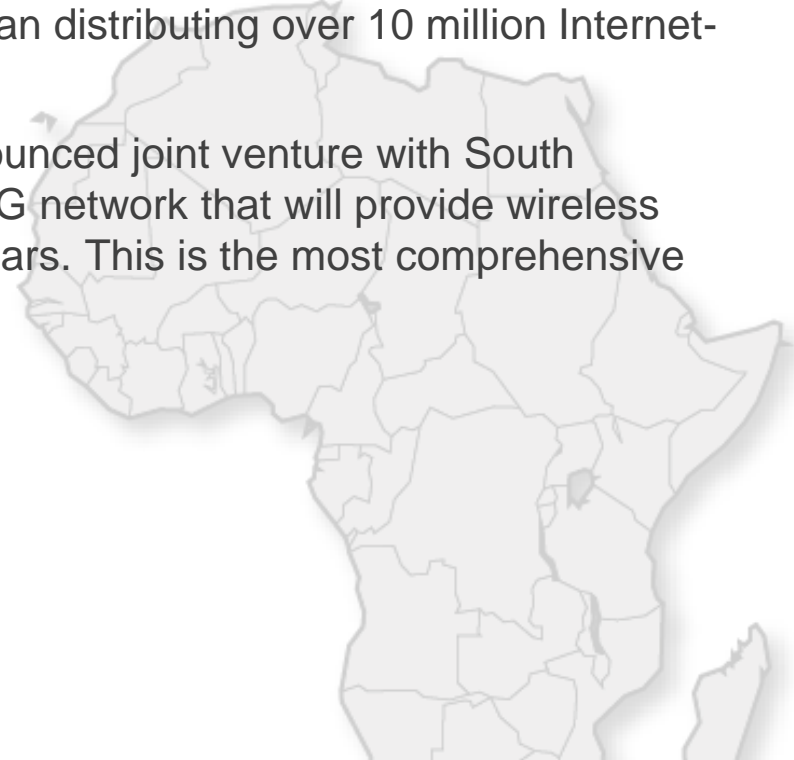 an distributing over 10 million Internet-
ounced joint venture with South
G network that will provide wireless
ars. This is the most comprehensive